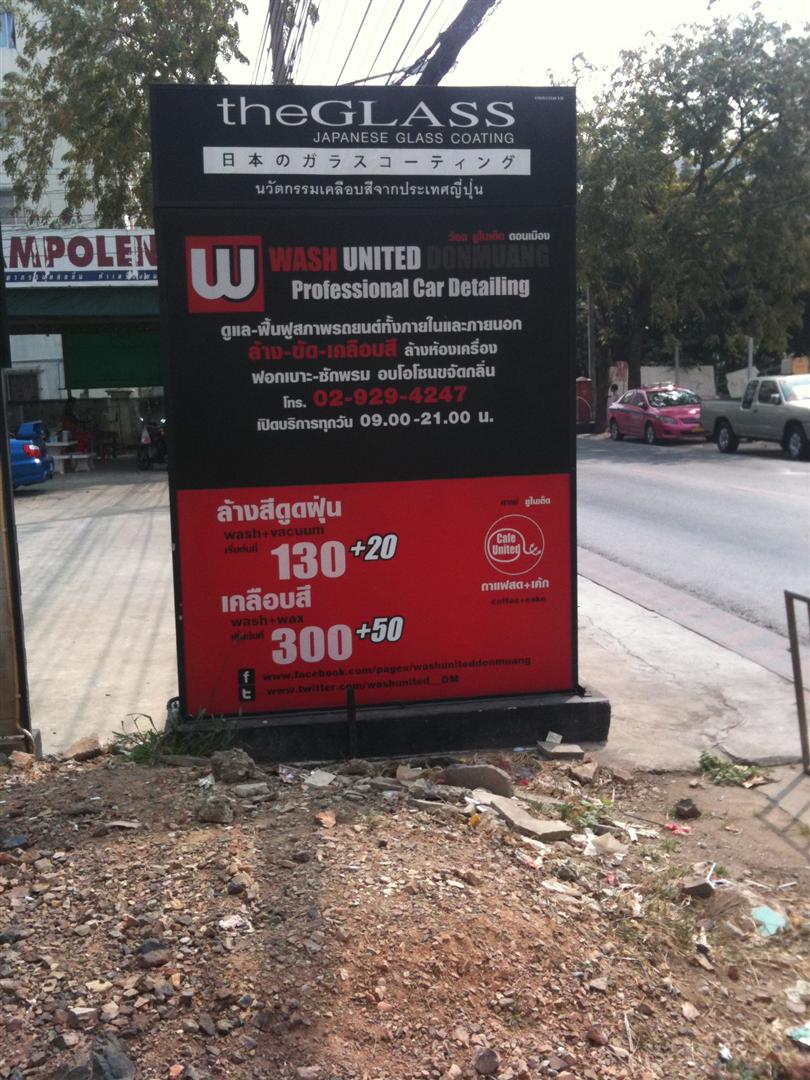 theGLASS
JAPANESE GLASS COATING
日本のガラスコーティング
นวัตกรรมเคลือบสีจากประเทศญี่ปุ่น
AMPOLEN
W
วอช ยูไนเต็ด ดอนเมือง
WASH UNITED DONMUANG
Professional Car Detailing
ดูแล-ฟื้นฟูสภาพรถยนต์ทั้งภายในและภายนอก
ล้าง-ขัด-เคลือบสี ล้างห้องเครื่อง
ฟอกเบาะ-ซักพรม อบโอโซนขจัดกลิ่น
โทร. 02-929-4247
เปิดบริการทุกวัน 09.00-21.00 น.
ล้างสีดูดฝุ่น
wash+vacuum
เริ่มต้นที่ 130 +20
เคลือบสี
wash+wax
เริ่มต้นที่ 300 +50
คาเฟ่ ยูไนเต็ด
Cafe United
กาแฟสด+เค้ก
coffee+cake
f www.facebook.com/pages/washuniteddonmuang
t www.twitter.com/washunited__DM